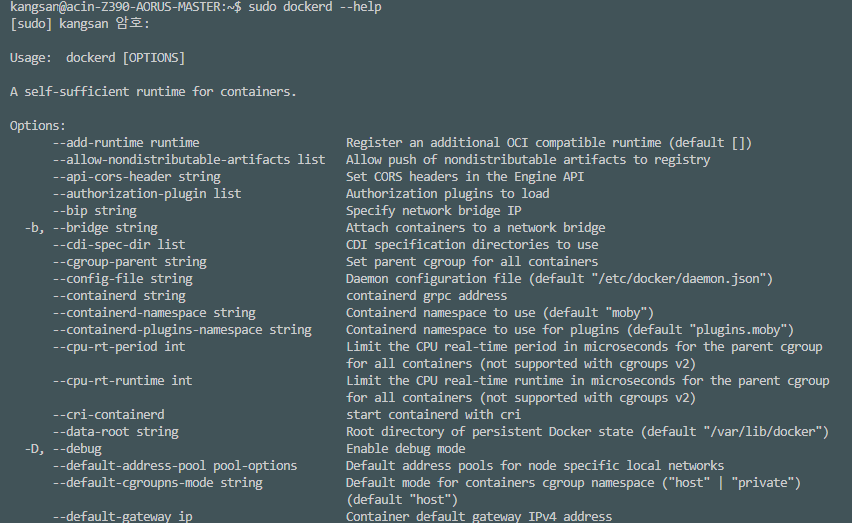 kangsan@acin-Z390-AORUS-MASTER:~$ sudo dockerd --help
[sudo] kangsan 암호:
Usage:  dockerd [OPTIONS]
A self-sufficient runtime for containers.
Options:
      --add-runtime runtime                     Register an additional OCI compatible runtime (default [])
      --allow-nondistributable-artifacts list   Allow push of nondistributable artifacts to registry
      --api-cors-header string                  Set CORS headers in the Engine API
      --authorization-plugin list               Authorization plugins to load
      --bip string                              Specify network bridge IP
  -b, --bridge string                           Attach containers to a network bridge
      --cdi-spec-dir list                       CDI specification directories to use
      --cgroup-parent string                    Set parent cgroup for all containers
      --config-file string                      Daemon configuration file (default "/etc/docker/daemon.json")
      --containerd string                       containerd grpc address
      --containerd-namespace string             Containerd namespace to use (default "moby")
      --containerd-plugins-namespace string     Containerd namespace to use for plugins (default "plugins.moby")
      --cpu-rt-period int                       Limit the CPU real-time period in microseconds for the parent cgroup
                                                for all containers (not supported with cgroups v2)
      --cpu-rt-runtime int                      Limit the CPU real-time runtime in microseconds for the parent cgroup
                                                for all containers (not supported with cgroups v2)
      --cri-containerd                          start containerd with cri
      --data-root string                        Root directory of persistent Docker state (default "/var/lib/docker")
  -D, --debug                                   Enable debug mode
      --default-address-pool pool-options       Default address pools for node specific local networks
      --default-cgroupns-mode string            Default mode for containers cgroup namespace ("host" | "private")
                                                (default "host")
      --default-gateway ip                      Container default gateway IPv4 address